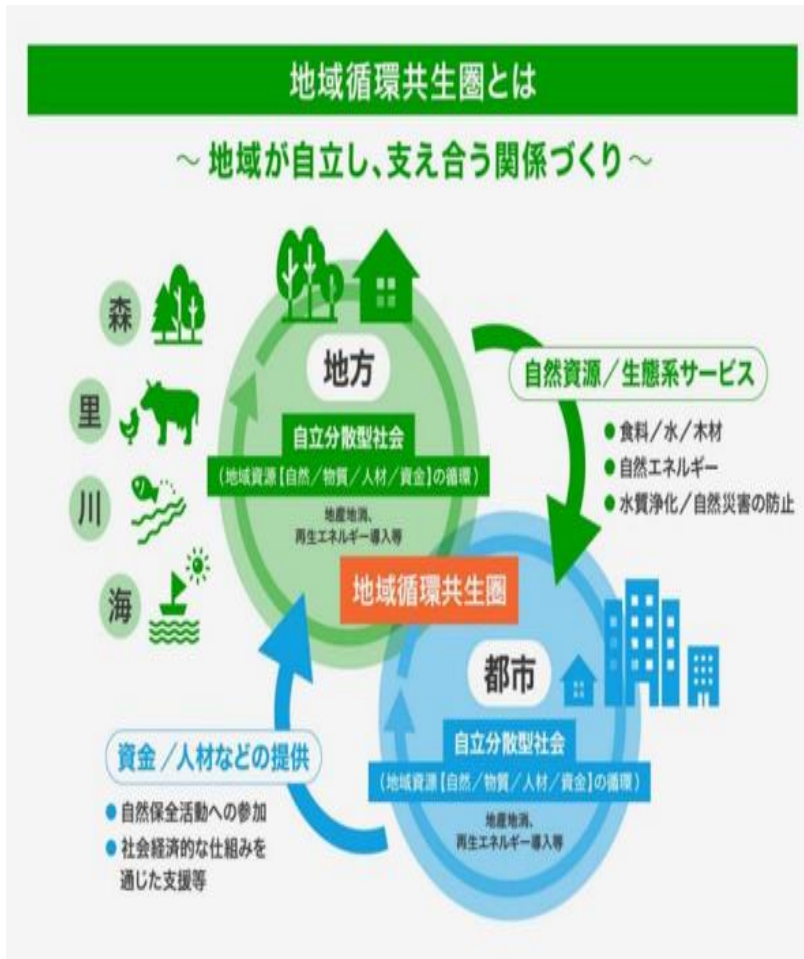 地域循環共生圏とは
～ 地域が自立し、支え合う関係づくり ～
森
里
川
海
地方
自立分散型社会
（地域資源【自然／物質／人材／資金】の循環）
地産地消、
再生エネルギー導入等
自然資源／生態系サービス
● 食料／水／木材
● 自然エネルギー
● 水質浄化／自然災害の防止
地域循環共生圏
都市
自立分散型社会
（地域資源【自然／物質／人材／資金】の循環）
地産地消、
再生エネルギー導入等
資金／人材などの提供
● 自然保全活動への参加
● 社会経済的な仕組みを
通じた支援等